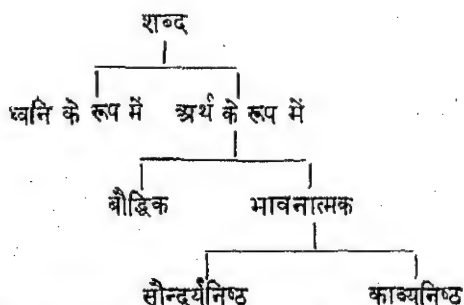 शब्द
ध्वनि के रूप में अर्थ के रूप में
बौद्धिक भावनात्मक
सौन्दर्यनिष्ठ काव्यनिष्ठ